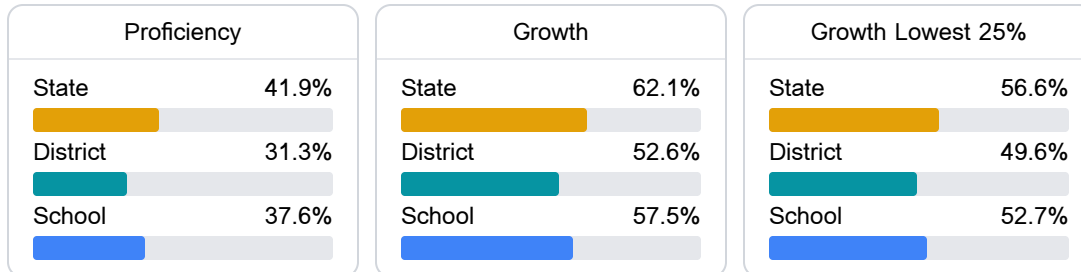 Proficiency
State 41.9%
District 31.3%
School 37.6%
Growth
State 62.1%
District 52.6%
School 57.5%
Growth Lowest 25%
State 56.6%
District 49.6%
School 52.7%